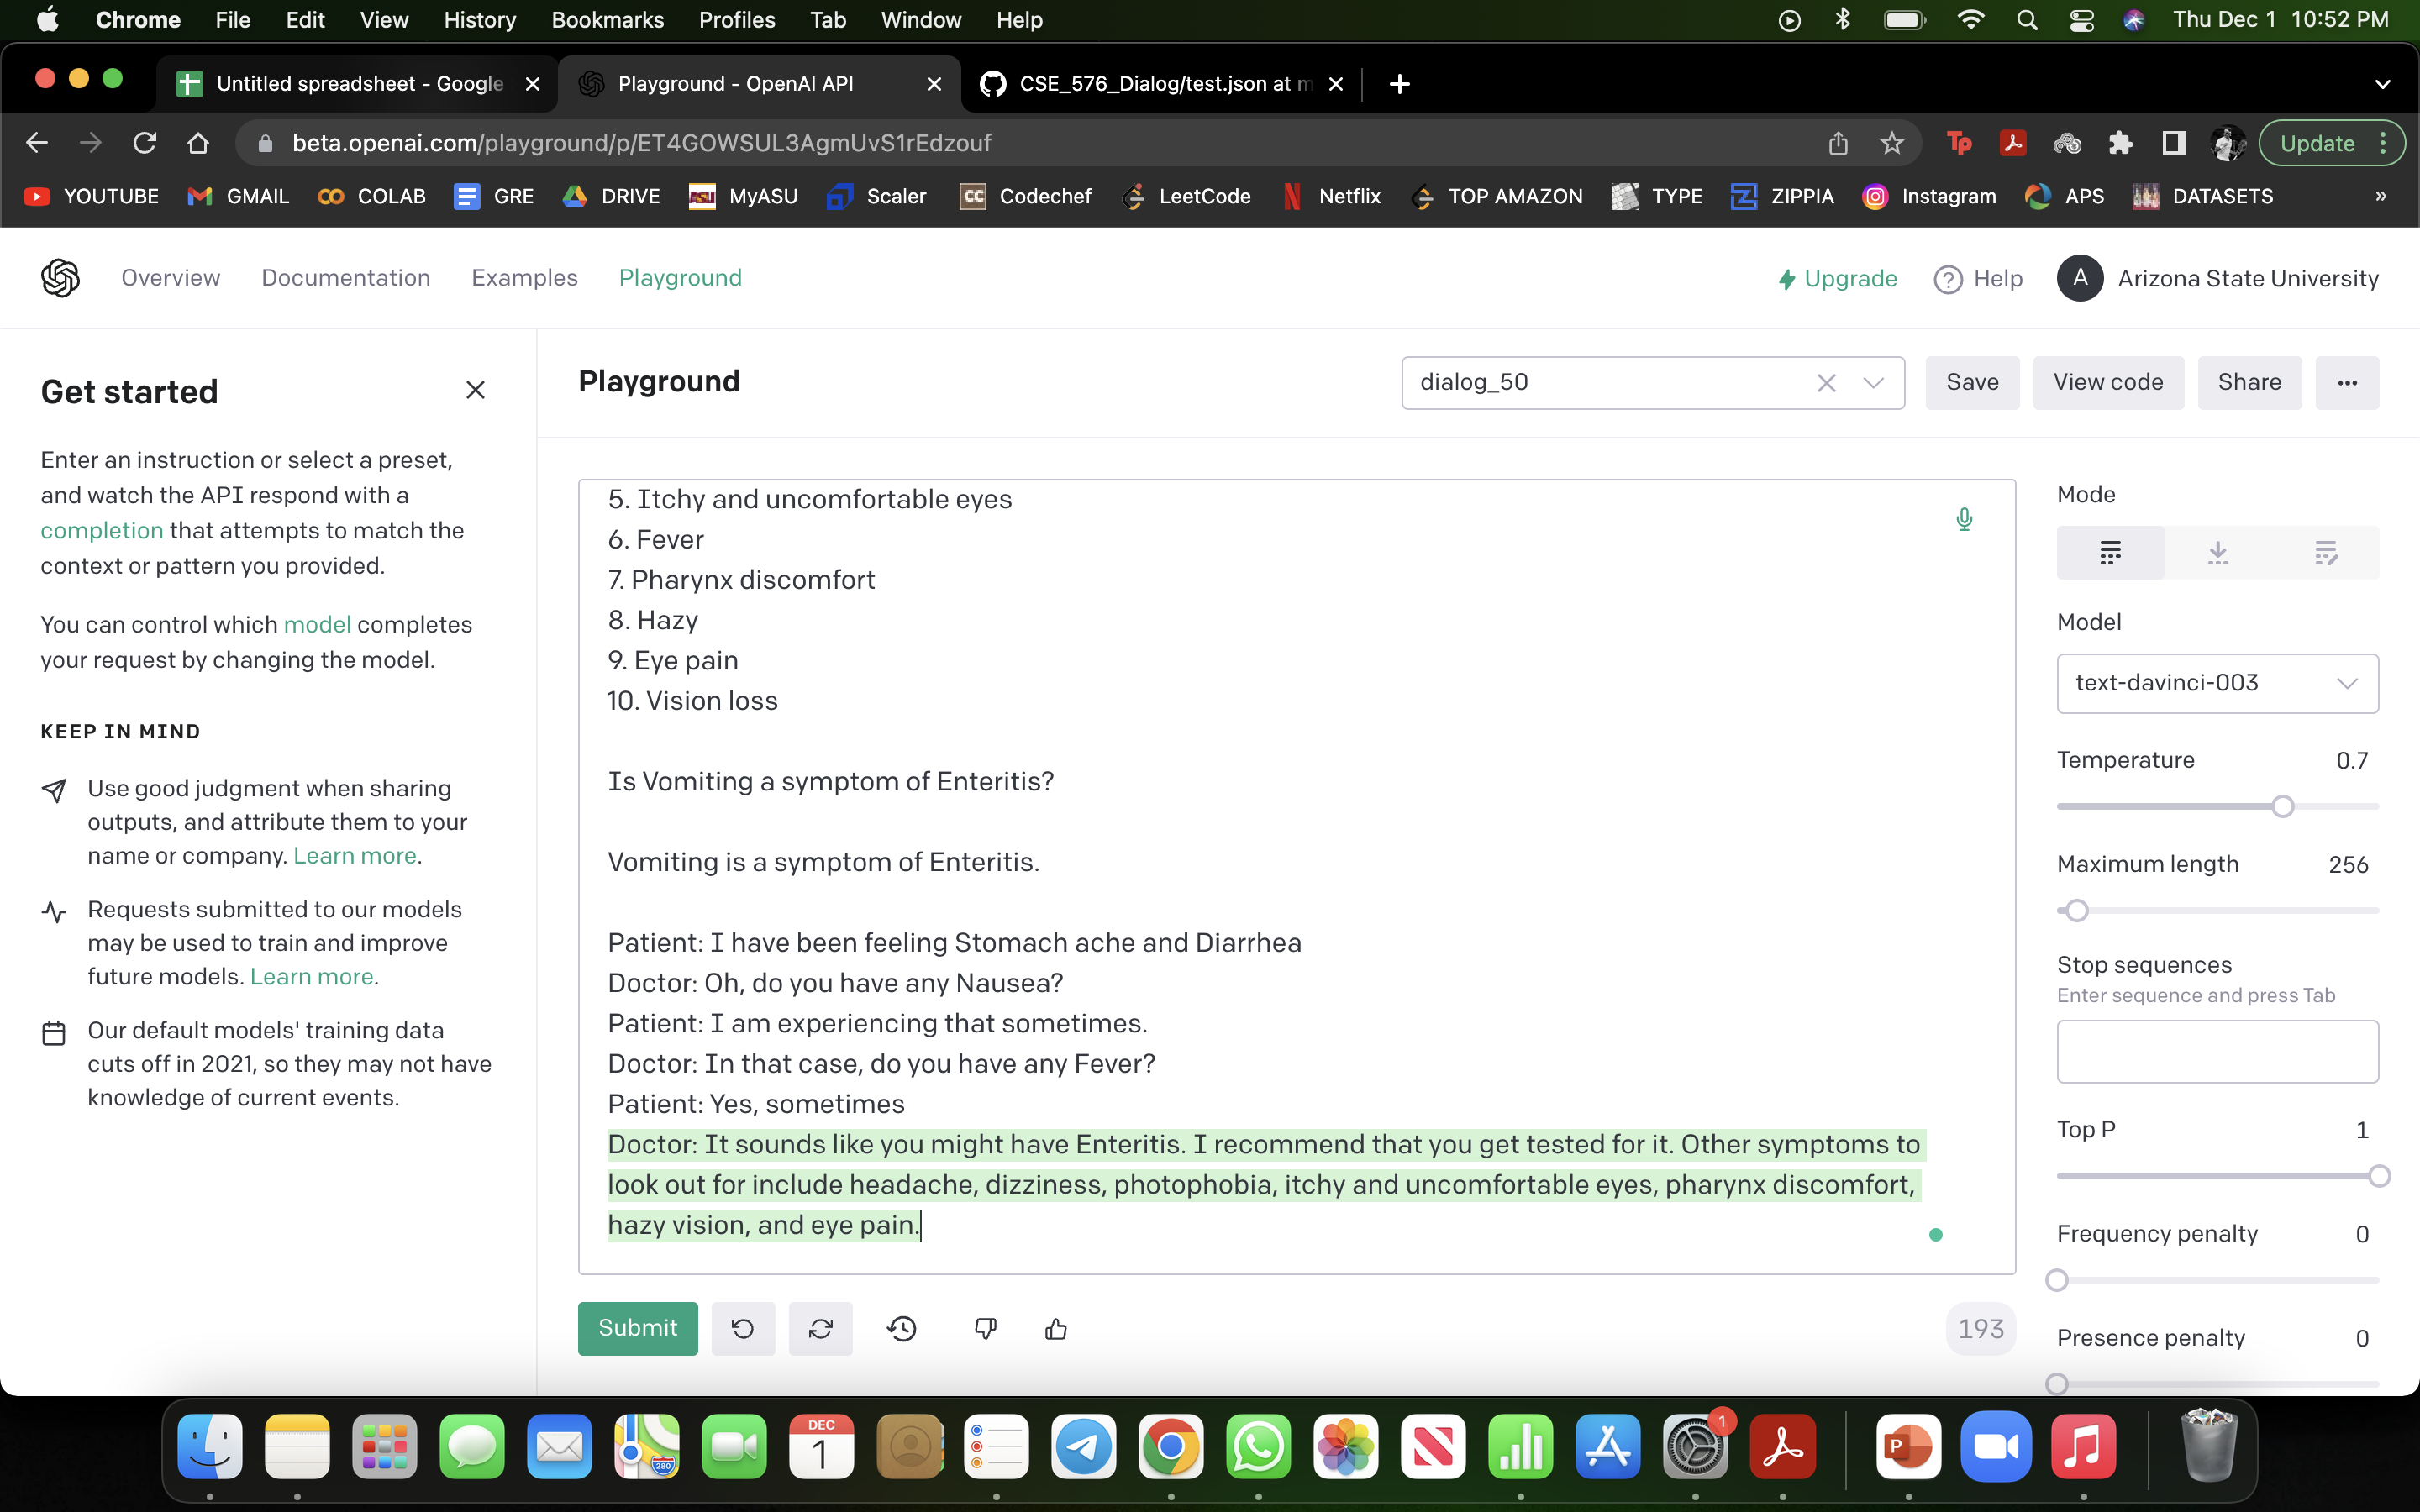 Chrome File Edit View History Bookmarks Profiles Tab Window Help Thu Dec 1 10:52 PM
Untitled spreadsheet - Google Playground - OpenAI API CSE_576_Dialog/test.json at m
beta.openai.com/playground/p/ET4GOWSUL3AgmUvS1rEdzouf Tp Update
YOUTUBE GMAIL COLAB GRE DRIVE MyASU Scaler CC Codechef LeetCode Netflix TOP AMAZON TYPE ZIPPIA Instagram APS DATASETS »
Overview Documentation Examples Playground Upgrade Help A Arizona State University
Get started
Enter an instruction or select a preset,
and watch the API respond with a
completion that attempts to match the
context or pattern you provided.
You can control which model completes
your request by changing the model.
KEEP IN MIND
Use good judgment when sharing
outputs, and attribute them to your
name or company. Learn more.
Requests submitted to our models
may be used to train and improve
future models. Learn more.
Our default models' training data
cuts off in 2021, so they may not have
knowledge of current events.
Playground dialog_50 Save View code Share
5. Itchy and uncomfortable eyes
6. Fever
7. Pharynx discomfort
8. Hazy
9. Eye pain
10. Vision loss
Is Vomiting a symptom of Enteritis?
Vomiting is a symptom of Enteritis.
Patient: I have been feeling Stomach ache and Diarrhea
Doctor: Oh, do you have any Nausea?
Patient: I am experiencing that sometimes.
Doctor: In that case, do you have any Fever?
Patient: Yes, sometimes
Doctor: It sounds like you might have Enteritis. I recommend that you get tested for it. Other symptoms to
look out for include headache, dizziness, photophobia, itchy and uncomfortable eyes, pharynx discomfort,
hazy vision, and eye pain.
Submit 193
Mode
Model
text-davinci-003
Temperature 0.7
Maximum length 256
Stop sequences
Enter sequence and press Tab
Top P 1
Frequency penalty 0
Presence penalty 0
280 DEC 1 1 P